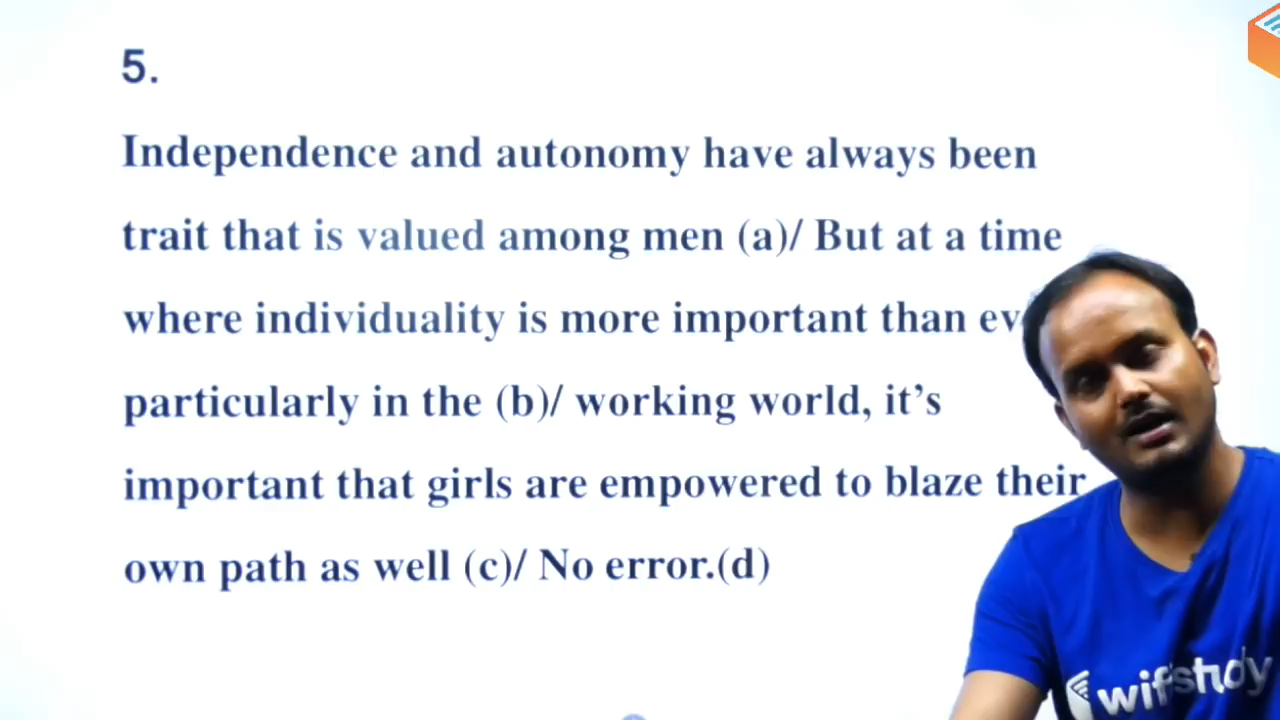 5.
Independence and autonomy have always been
trait that is valued among men (a)/ But at a time
where individuality is more important than
particularly in the (b)/ working world, it's
important that girls are empowered to blaze their
own path as well (c)/ No error.(d)
wifistudy